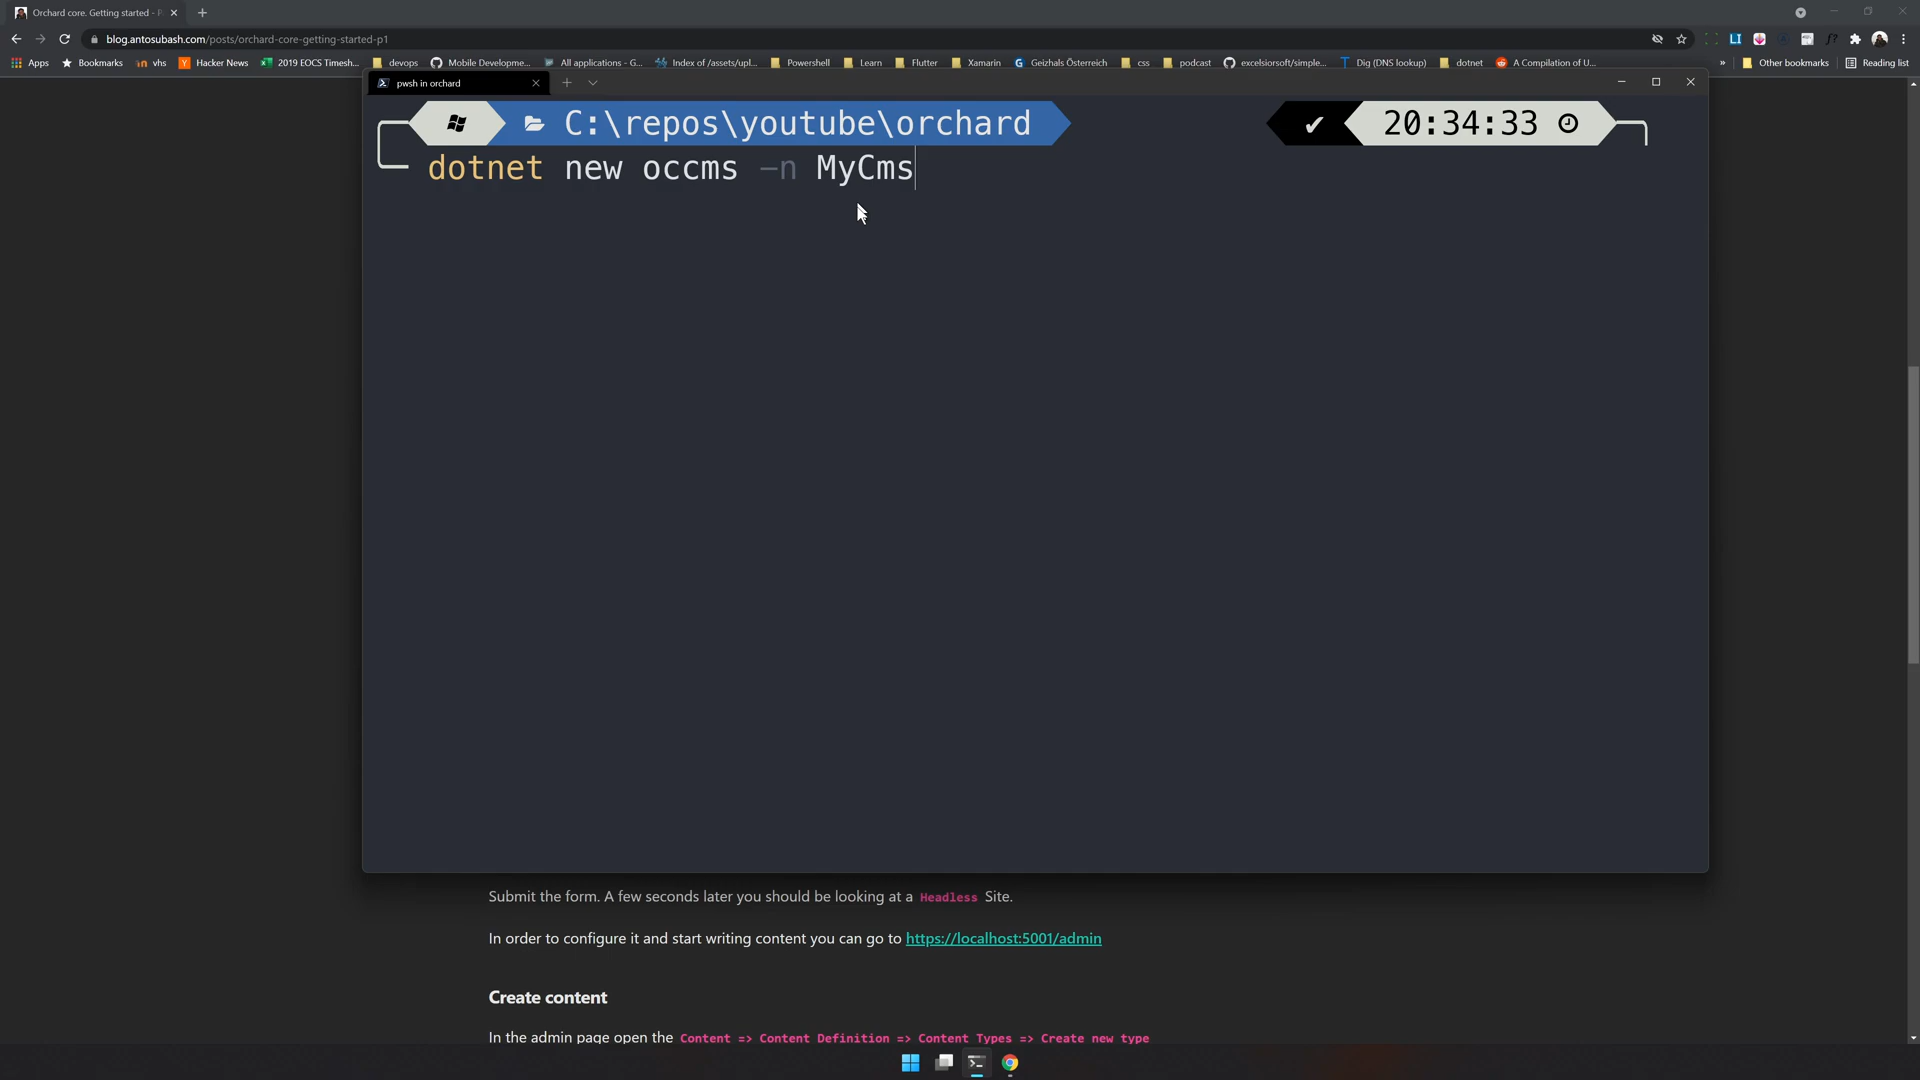 Orchard core. Getting started -
blog.antosubash.com/posts/orchard-core-getting-started-p1
Apps Bookmarks vhs Hacker News 2019 EOCS Timesh... devops Mobile Developme... All applications - G... Index of /assets/upl... Powershell Learn Flutter Xamarin Geizhals Österreich css podcast excelsiorsoft/simple... Dig (DNS lookup) dotnet A Compilation of U... » Other bookmarks Reading list
pwsh in orchard
C:\repos\youtube\orchard 20:34:33
dotnet new occms -n MyCms
Submit the form. A few seconds later you should be looking at a Headless Site.
In order to configure it and start writing content you can go to https://localhost:5001/admin
Create content
In the admin page open the Content => Content Definition => Content Types => Create new type